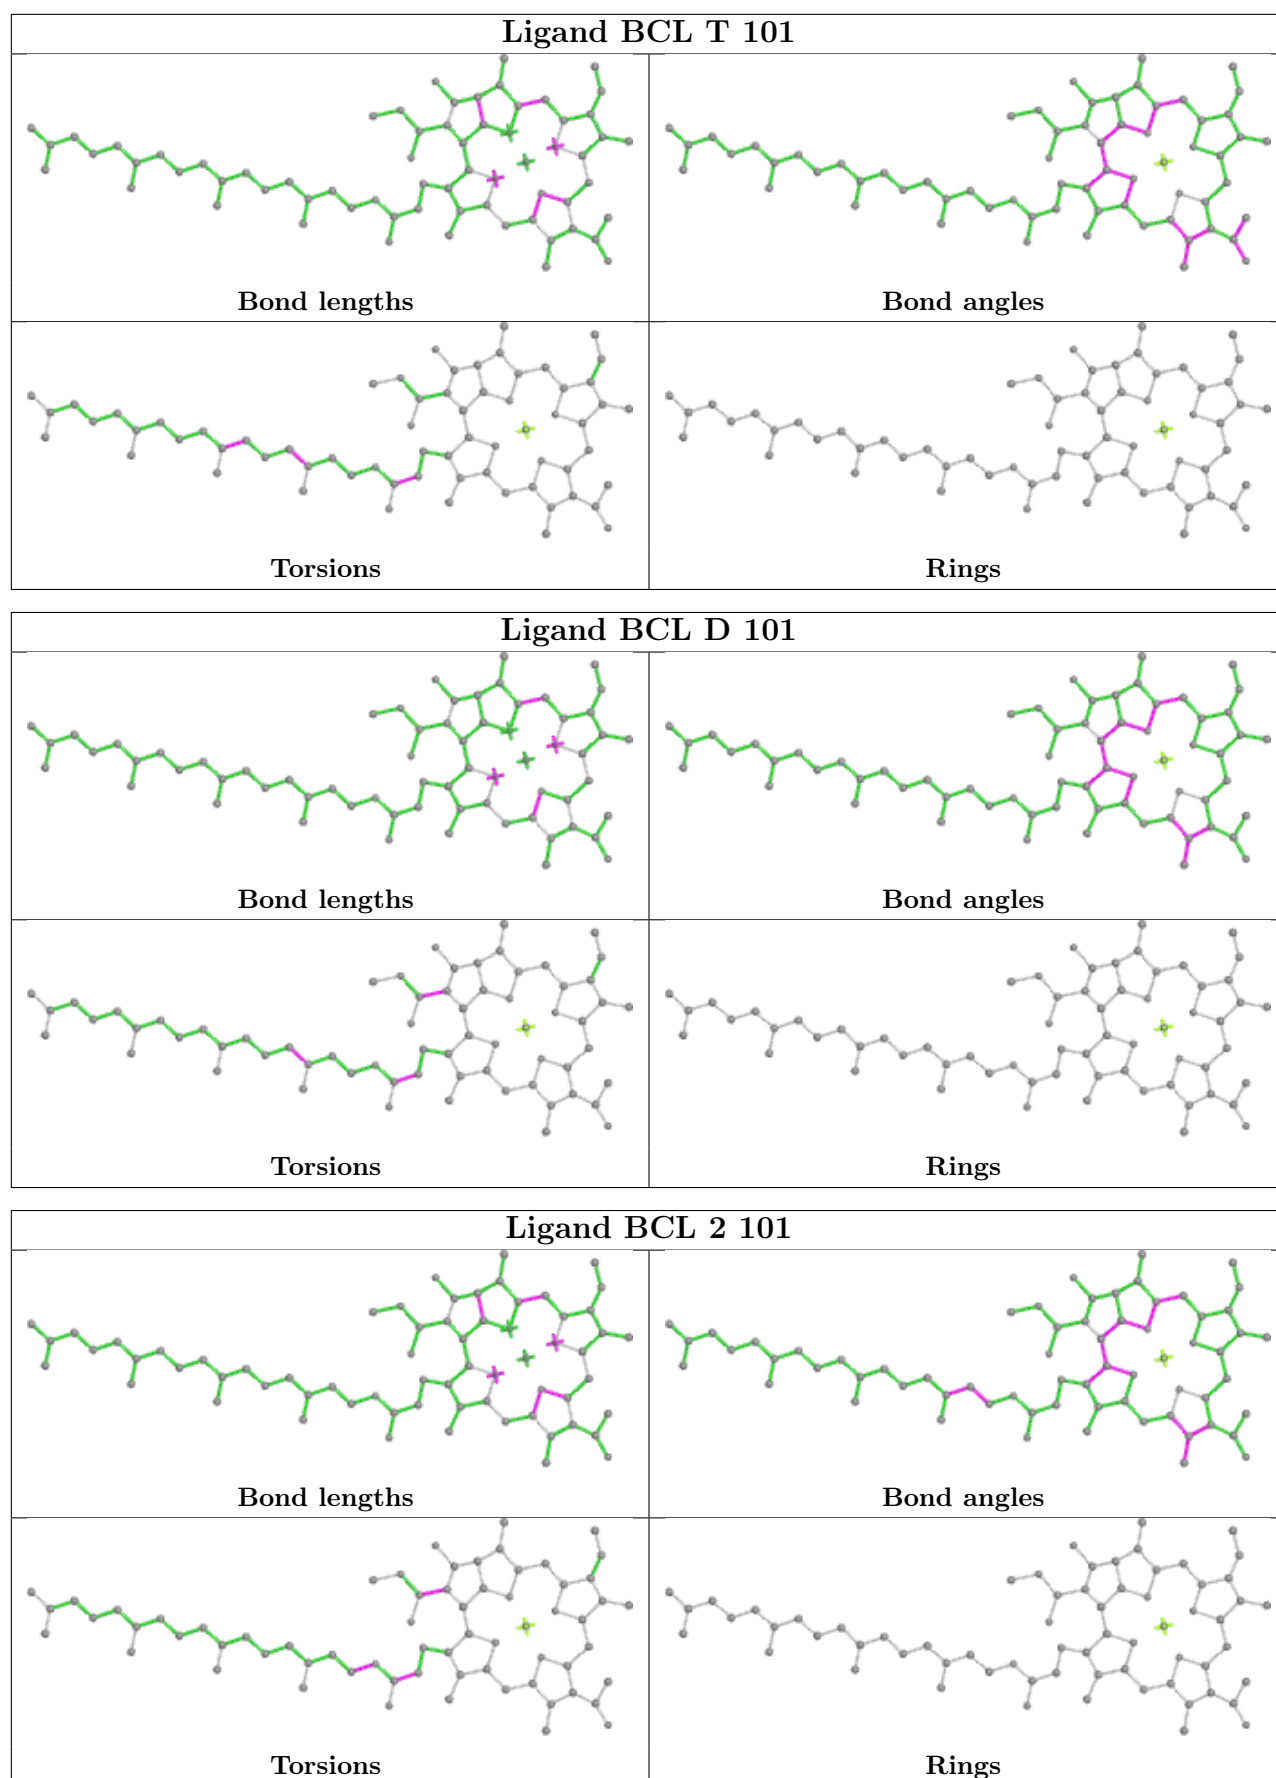 Ligand BCL T 101
Bond lengths
Bond angles
Torsions
Rings
Ligand BCL D 101
Bond lengths
Bond angles
Torsions
Rings
Ligand BCL 2 101
Bond lengths
Bond angles
Torsions
Rings